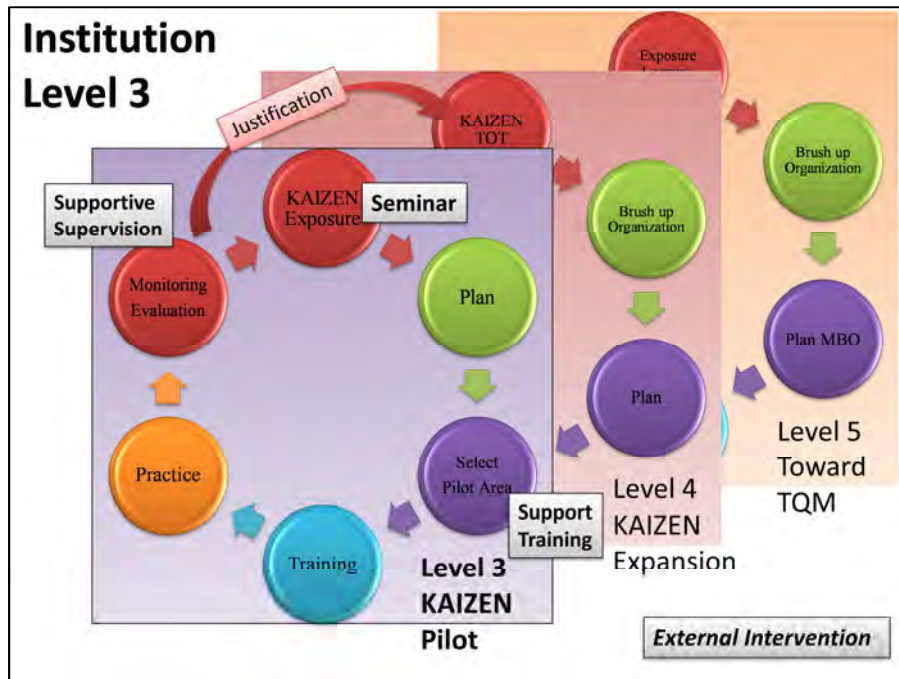 Institution
Level 3
Justification
Exposure
KAIZEN
TOT
Brush up
Organization
Supportive
Supervision
KAIZEN
Exposure
Seminar
Brush up
Organization
Monitoring
Evaluation
Plan
Plan MBO
Plan
Practice
Select
Pilot Area
Level 5
Toward
TQM
Level 4
KAIZEN
Expansion
Support
Training
Training
Level 3
KAIZEN
Pilot
External Intervention